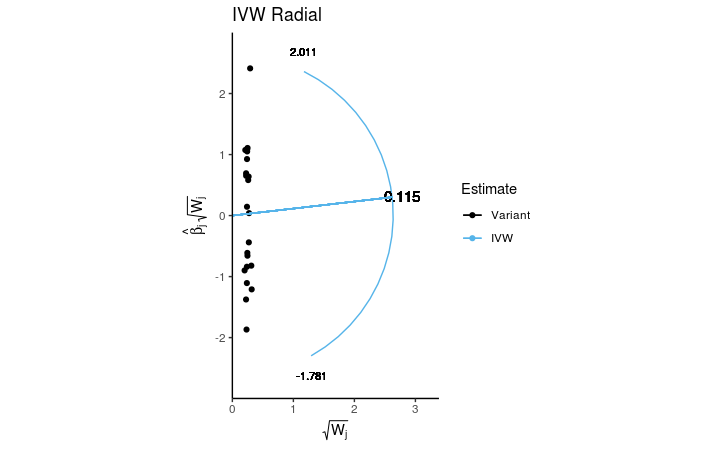 IVW Radial
2.011
2
1
0.115
0
-1
-2
-1.781
β̂j√Wj
0
1
2
3
√Wj
Estimate
Variant
IVW